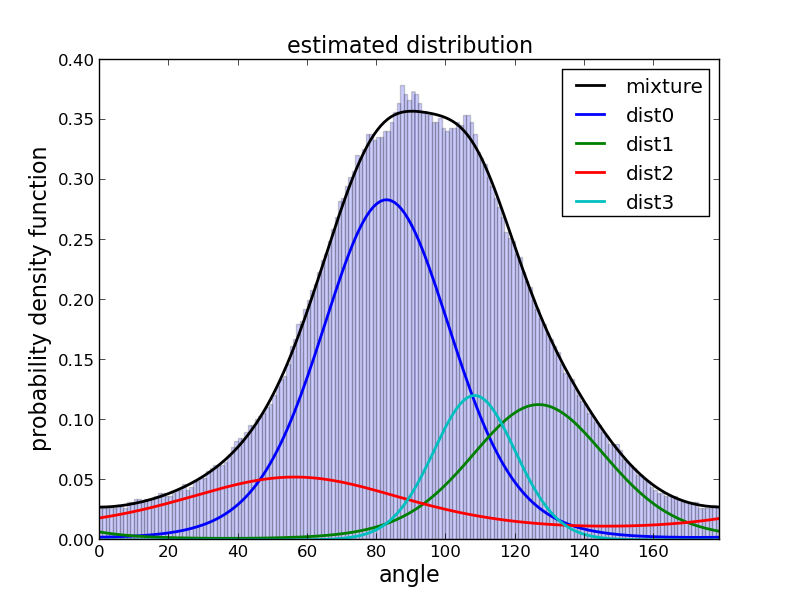 estimated distribution
probability density function
0.40
0.35
0.30
0.25
0.20
0.15
0.10
0.05
0.00
mixture
dist0
dist1
dist2
dist3
0 20 40 60 80 100 120 140 160
angle